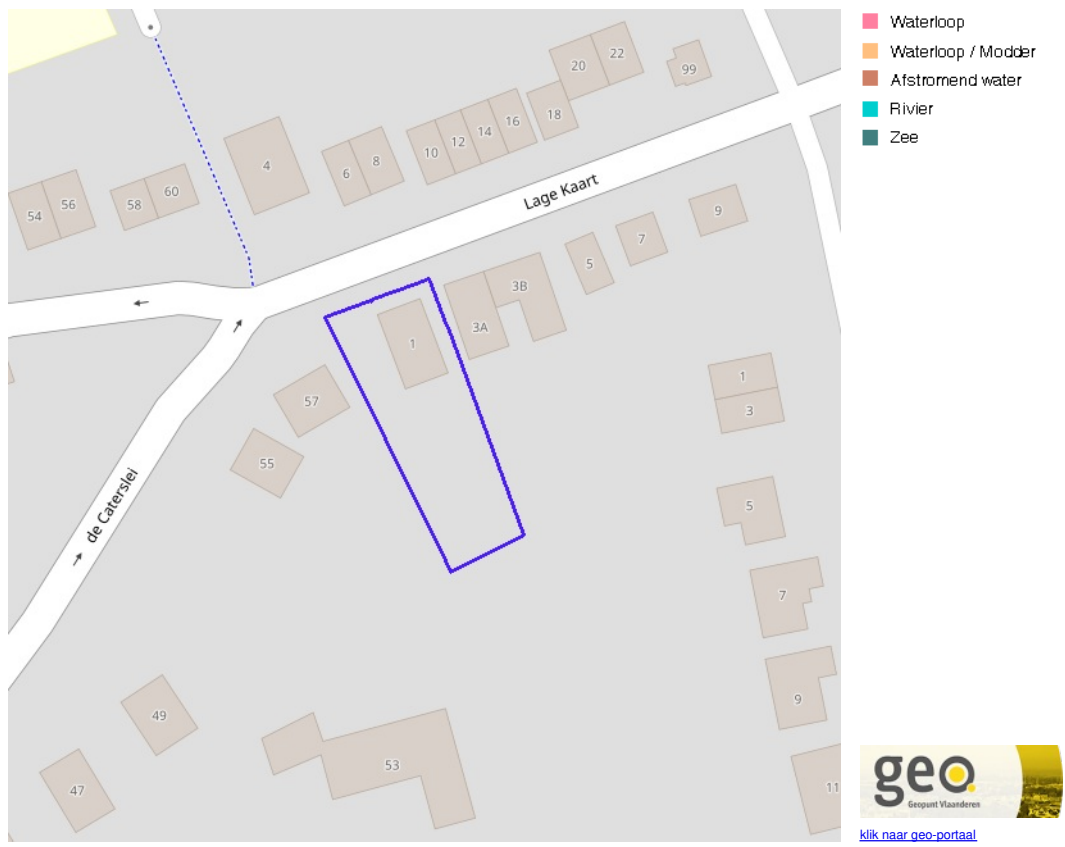 Waterloop
Waterloop / Modder
Afstromend water
Rivier
Zee
22
20
99
18
16
14
12
10
8
6
4
60
58
56
54
Lage Kaart
9
7
5
3B
3A
1
57
55
de Caterslei
1
3
5
7
9
11
49
47
53
geo.
Geopunt Vlaanderen
klik naar geo-portaal